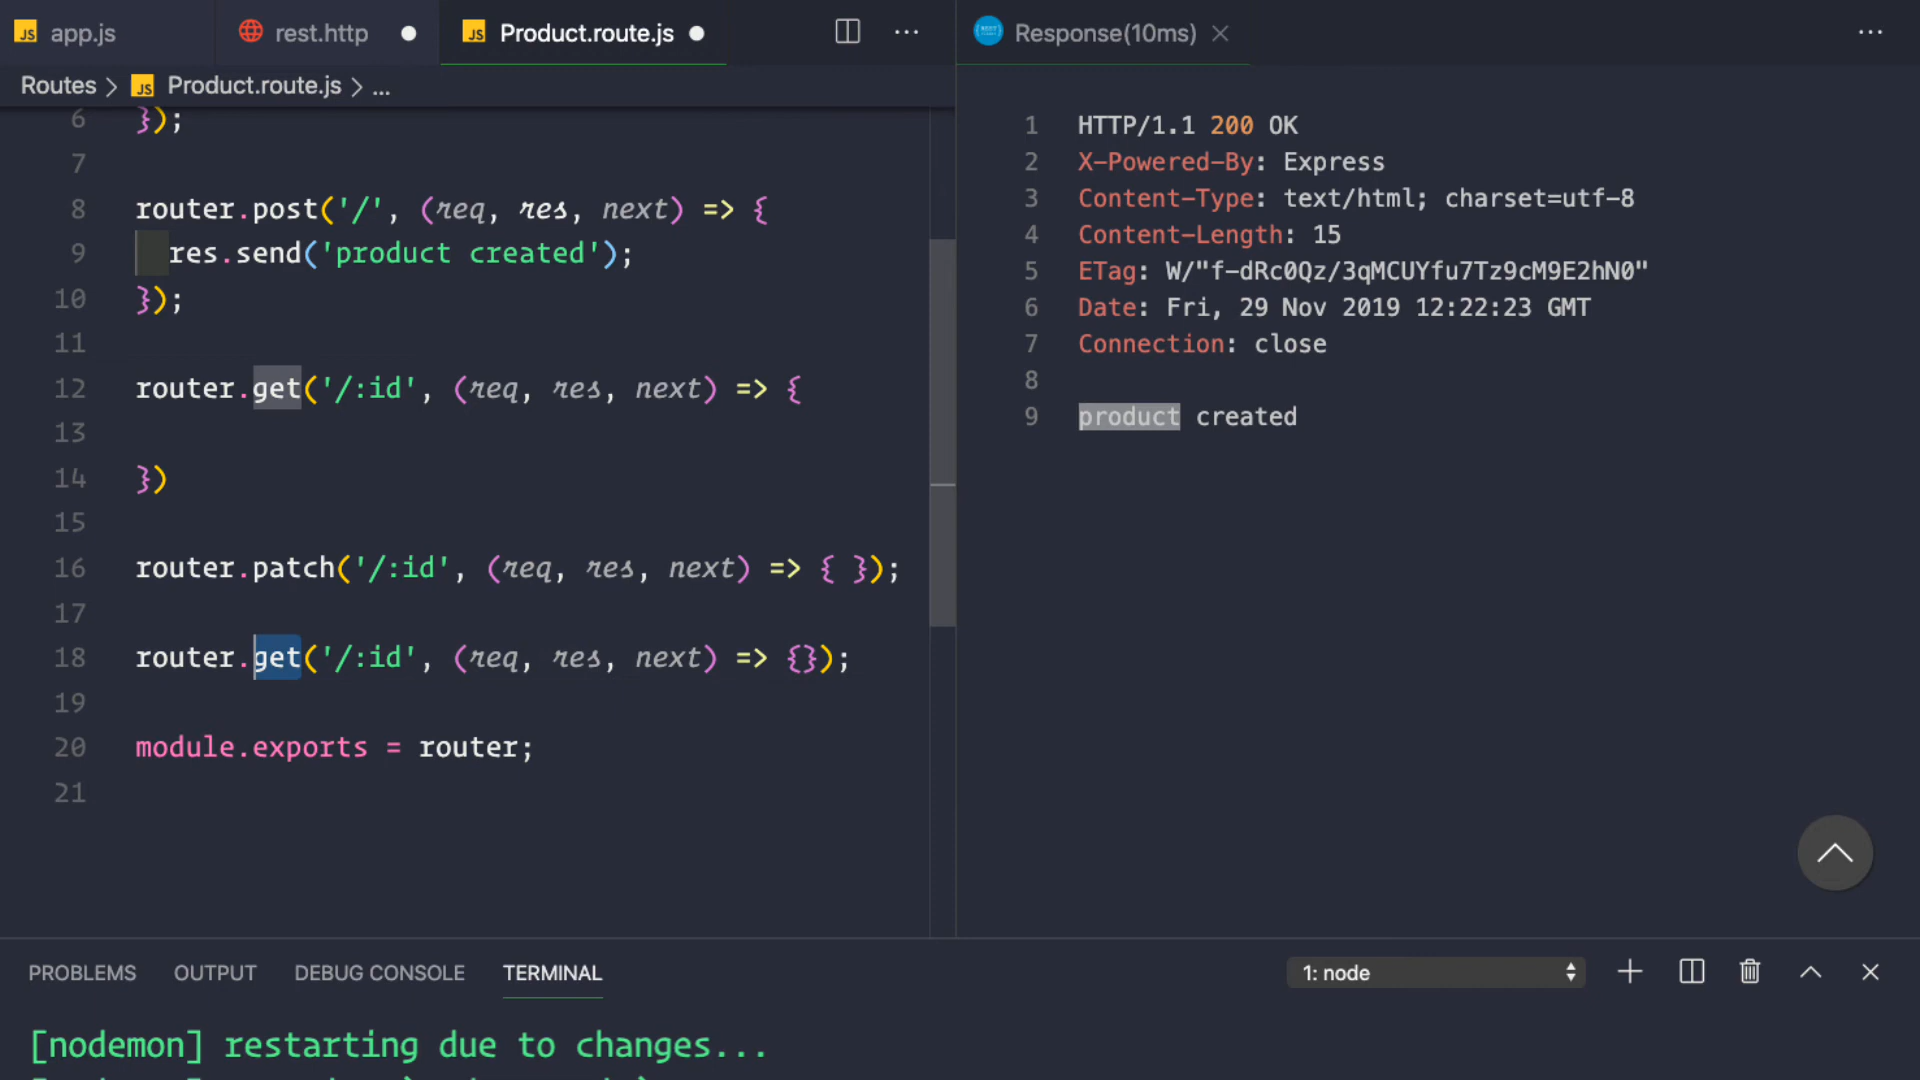 JS app.js
rest.http
JS Product.route.js
Response(10ms)
Routes > JS Product.route.js > ...
6 });
7
8 router.post('/', (req, res, next) => {
9 res.send('product created');
10 });
11
12 router.get('/:id', (req, res, next) => {
13
14 })
15
16 router.patch('/:id', (req, res, next) => { });
17
18 router.get('/:id', (req, res, next) => {});
19
20 module.exports = router;
21
1 HTTP/1.1 200 OK
2 X-Powered-By: Express
3 Content-Type: text/html; charset=utf-8
4 Content-Length: 15
5 ETag: W/"f-dRc0Qz/3qMCUYfu7Tz9cM9E2hN0"
6 Date: Fri, 29 Nov 2019 12:22:23 GMT
7 Connection: close
8
9 product created
PROBLEMS OUTPUT DEBUG CONSOLE TERMINAL
1: node
[nodemon] restarting due to changes...